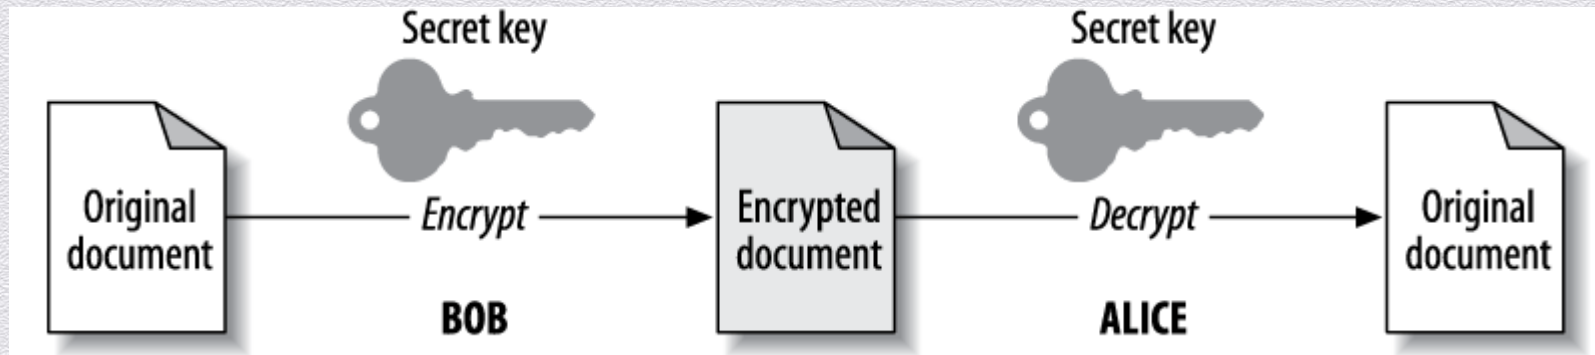 Secret key
Secret key
Original
document
Encrypt
Encrypted
document
Decrypt
Original
document
BOB
ALICE